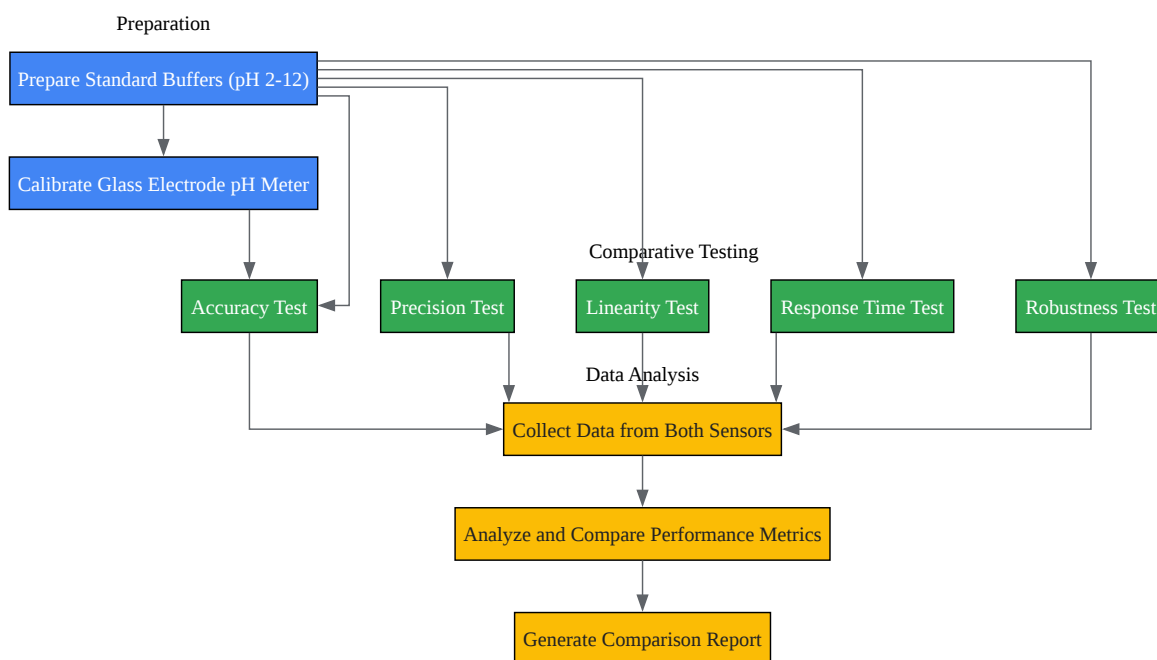 Preparation
Prepare Standard Buffers (pH 2-12)
Calibrate Glass Electrode pH Meter
Comparative Testing
Accuracy Test
Precision Test
Linearity Test
Response Time Test
Robustness Test
Data Analysis
Collect Data from Both Sensors
Analyze and Compare Performance Metrics
Generate Comparison Report